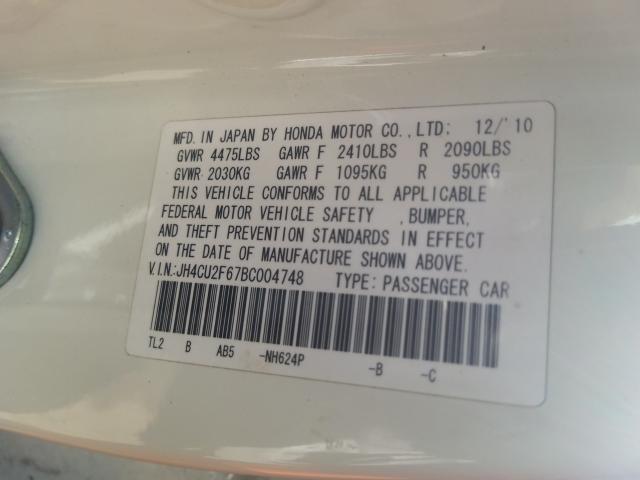 MFD. IN JAPAN BY HONDA MOTOR CO., LTD: 12/'10
GVWR 4475LBS GAWR F 2410LBS R 2090LBS
GVWR 2030KG GAWR F 1095KG R 950KG
THIS VEHICLE CONFORMS TO ALL APPLICABLE
FEDERAL MOTOR VEHICLE SAFETY ,BUMPER,
AND THEFT PREVENTION STANDARDS IN EFFECT
ON THE DATE OF MANUFACTURE SHOWN ABOVE.
V.I.N.:JH4CU2F67BC004748 TYPE: PASSENGER CAR
TL2 B AB5 -NH624P -B -C